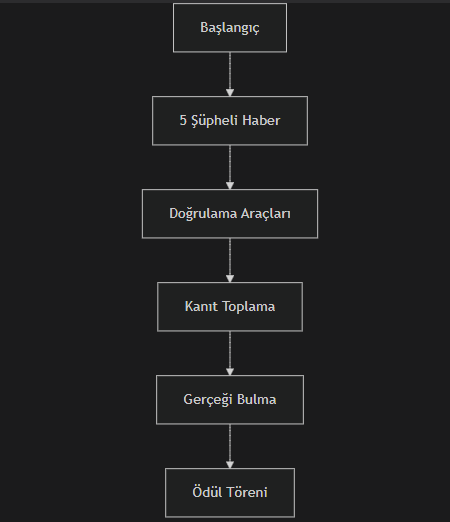 Başlangıç
5 Şüpheli Haber
Doğrulama Araçları
Kanıt Toplama
Gerçeği Bulma
Ödül Töreni